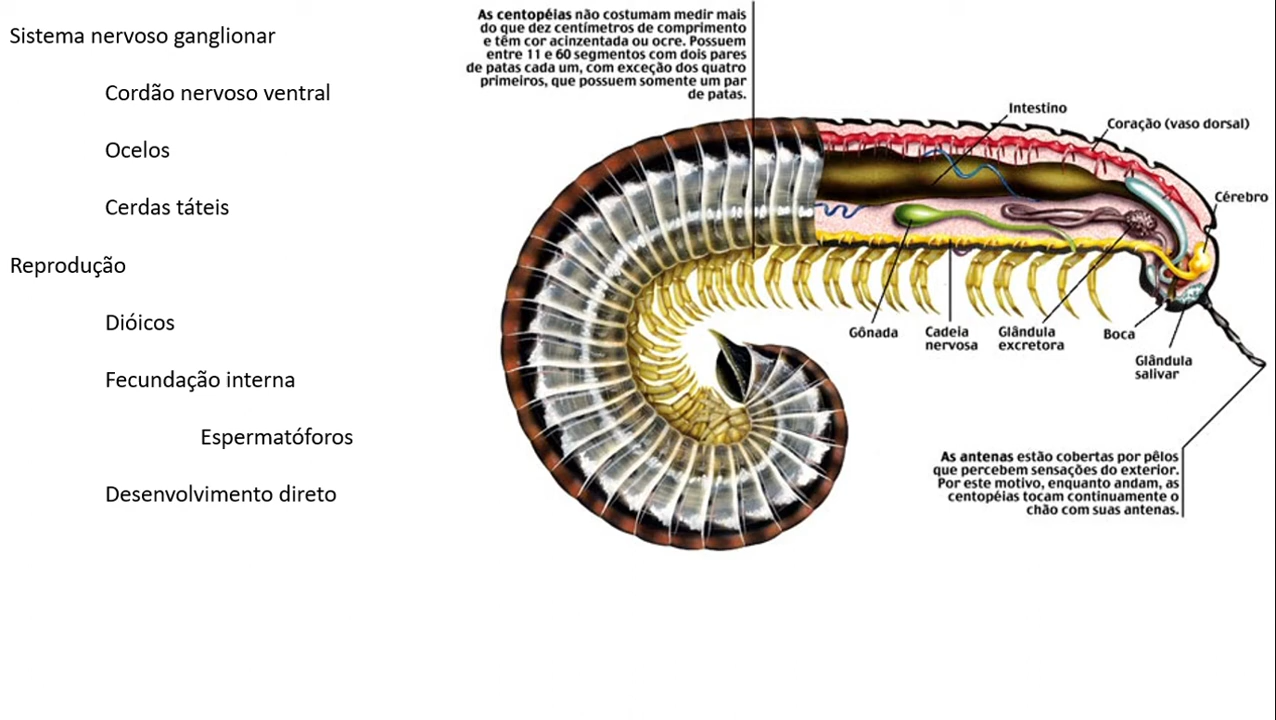 Sistema nervoso ganglionar
Cordão nervoso ventral
Ocelos
Cerdas táteis
Reprodução
Dióicos
Fecundação interna
Espermatóforos
Desenvolvimento direto
As centopéias não costumam medir mais
do que dez centímetros de comprimento
e têm cor acinzentada ou ocre. Possuem
entre 11 e 60 segmentos com dois pares
de patas cada um, com exceção dos quatro
primeiros, que possuem somente um par
de patas.
Intestino
Coração (vaso dorsal)
Cérebro
Gônada
Cadeia
nervosa
Glândula
excretora
Boca
Glândula
salivar
As antenas estão cobertas por pêlos
que percebem sensações do exterior.
Por este motivo, enquanto andam, as
centopéias tocam continuamente o
chão com suas antenas.